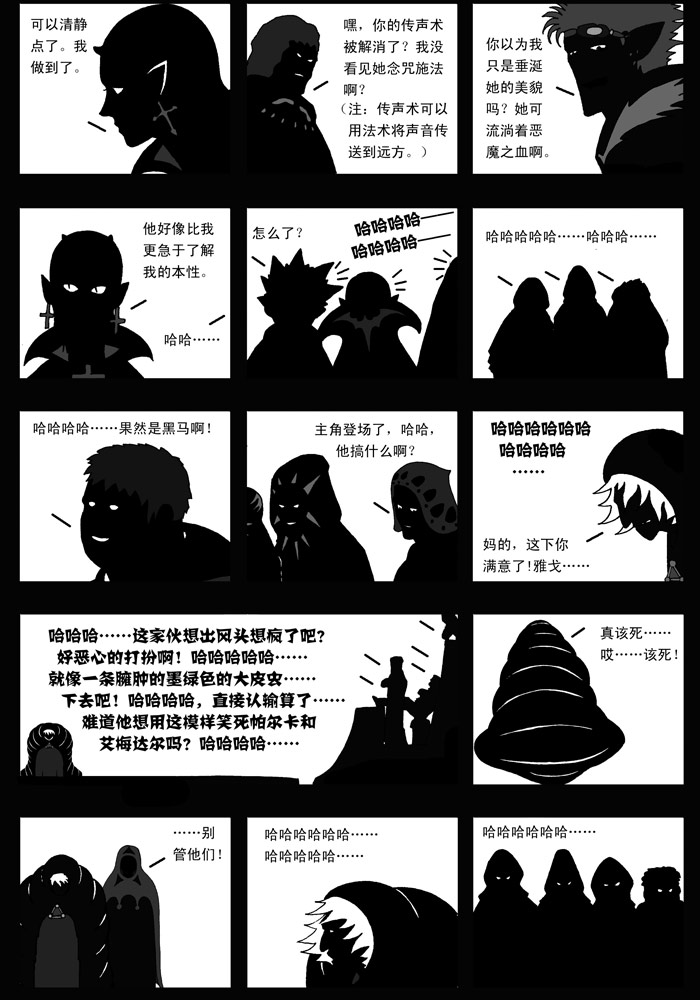 可以清静
点了。我
做到了。
嘿，你的传声术
被解消了？我没
看见她念咒施法
啊？
（注：传声术可以
用法术将声音传
送到远方。）
你以为我
只是垂涎
她的美貌
吗？她可
流淌着恶
魔之血啊。
他好像比我
更急于了解
我的本性。
哈哈……
怎么了？
哈哈哈哈——
哈哈哈哈——
哈哈哈哈哈……哈哈哈……
哈哈哈哈……果然是黑马啊！
主角登场了，哈哈，
他搞什么啊？
哈哈哈哈哈哈
哈哈哈哈
……
妈的，这下你
满意了！雅戈……
哈哈哈……这家伙想出风头想疯了吧？
好恶心的打扮啊！哈哈哈哈哈……
就像一条臃肿的墨绿色的大皮虫……
下去吧！哈哈哈哈，直接认输算了……
难道他想用这模样笑死帕尔卡和
艾梅达尔吗？哈哈哈哈……
真该死……
哎……该死！
……别
管他们！
哈哈哈哈哈哈……
哈哈哈哈哈……
哈哈哈哈哈哈……